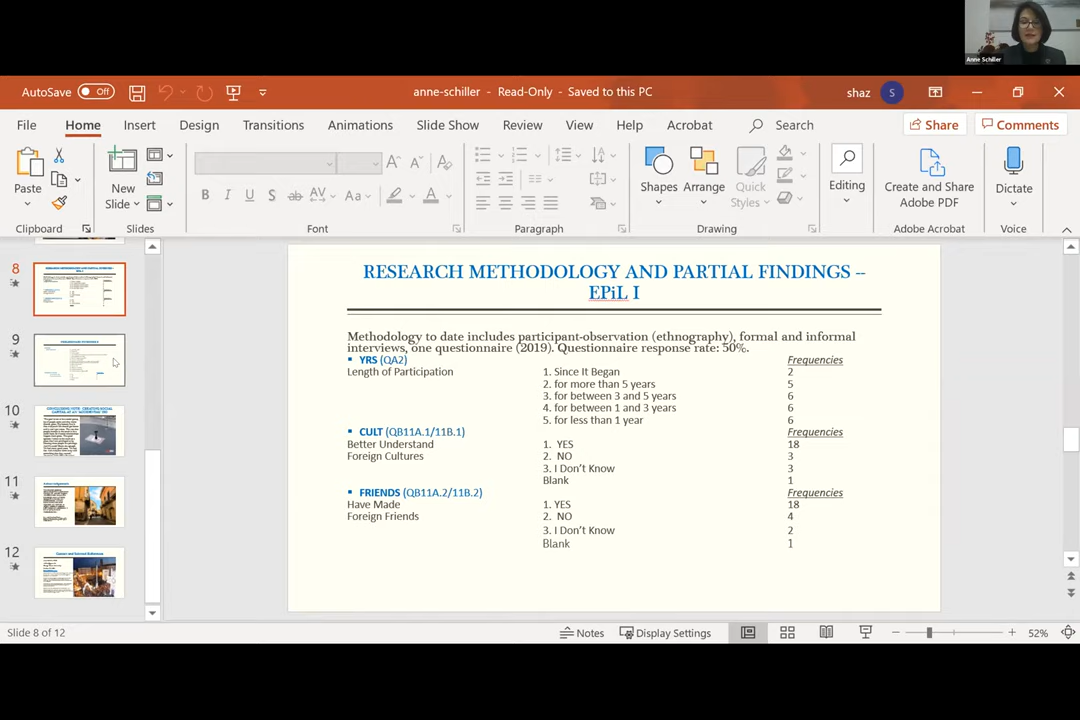 Anne Schiller
AutoSave Off
anne-schiller - Read-Only - Saved to this PC
shaz S
File Home Insert Design Transitions Animations Slide Show Review View Help Acrobat Search Share Comments
Paste
New Slide
B I U S ab AV Aa A
Shapes Arrange Quick Styles
Editing
Create and Share Adobe PDF
Dictate
Clipboard Slides Font Paragraph Drawing Adobe Acrobat Voice
8
9
10
11
12
RESEARCH METHODOLOGY AND PARTIAL FINDINGS --
EPiL I
Methodology to date includes participant-observation (ethnography), formal and informal
interviews, one questionnaire (2019). Questionnaire response rate: 50%.
▪ YRS (QA2) Frequencies
Length of Participation 1. Since It Began 2
2. for more than 5 years 5
3. for between 3 and 5 years 6
4. for between 1 and 3 years 6
5. for less than 1 year 6
▪ CULT (QB11A.1/11B.1) Frequencies
Better Understand 1. YES 18
Foreign Cultures 2. NO 3
3. I Don't Know 3
Blank 1
▪ FRIENDS (QB11A.2/11B.2) Frequencies
Have Made 1. YES 18
Foreign Friends 2. NO 4
3. I Don't Know 2
Blank 1
Slide 8 of 12 Notes Display Settings 52%